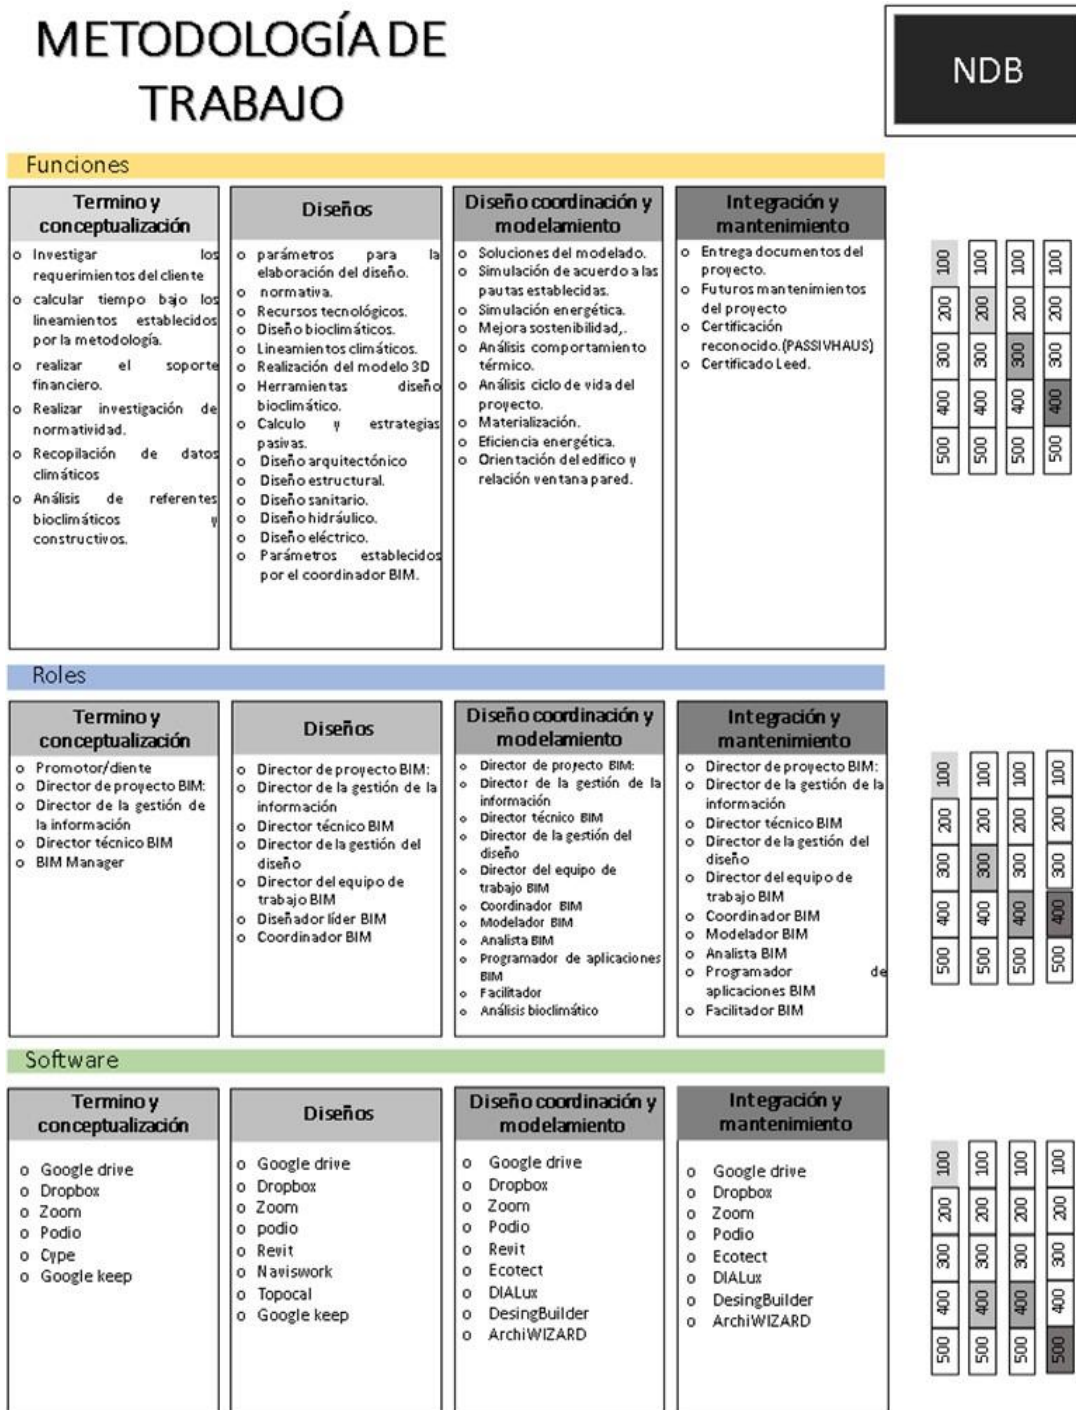 METODOLOGÍA DE
TRABAJO
NDB
Funciones
Termino y
conceptualización
o Investigar los
requerimientos del cliente
o calcular tiempo bajo los
lineamientos establecidos
por la metodología.
o realizar el soporte
financiero.
o Realizar investigación de
normatividad.
o Recopilación de datos
climáticos
o Análisis de referentes
bioclimáticos y
constructivos.
Diseños
o parámetros para la
elaboración del diseño.
o normativa.
o Recursos tecnológicos.
o Diseño bioclimáticos.
o Lineamientos climáticos.
o Realización del modelo 3D
o Herramientas diseño
bioclimático.
o Calculo y estrategias
pasivas.
o Diseño arquitectónico
o Diseño estructural.
o Diseño sanitario.
o Diseño hidráulico.
o Diseño eléctrico.
o Parámetros establecidos
por el coordinador BIM.
Diseño coordinación y
modelamiento
o Soluciones del modelado.
o Simulación de acuerdo a las
pautas establecidas.
o Simulación energética.
o Mejora sostenibilidad,.
o Análisis comportamiento
térmico.
o Análisis ciclo de vida del
proyecto.
o Materialización.
o Eficiencia energética.
o Orientación del edifico y
relación ventana pared.
Integración y
mantenimiento
o Entrega documentos del
proyecto.
o Futuros mantenimientos
del proyecto
o Certificación
reconocido.(PASSIVHAUS)
o Certificado Leed.
100 100 100 100
200 200 200 200
300 300 300 300
400 400 400 400
500 500 500 500
Roles
Termino y
conceptualización
o Promotor/cliente
o Director de proyecto BIM:
o Director de la gestión de
la información
o Director técnico BIM
o BIM Manager
Diseños
o Director de proyecto BIM:
o Director de la gestión de la
información
o Director técnico BIM
o Director de la gestión del
diseño
o Director del equipo de
trabajo BIM
o Diseñador líder BIM
o Coordinador BIM
Diseño coordinación y
modelamiento
o Director de proyecto BIM:
o Director de la gestión de la
información
o Director técnico BIM
o Director de la gestión del
diseño
o Director del equipo de
trabajo BIM
o Coordinador BIM
o Modelador BIM
o Analista BIM
o Programador de aplicaciones
BIM
o Facilitador
o Análisis bioclimático
Integración y
mantenimiento
o Director de proyecto BIM:
o Director de la gestión de la
información
o Director técnico BIM
o Director de la gestión del
diseño
o Director del equipo de
trabajo BIM
o Coordinador BIM
o Modelador BIM
o Analista BIM
o Programador de
aplicaciones BIM
o Facilitador BIM
100 100 100 100
200 200 200 200
300 300 300 300
400 400 400 400
500 500 500 500
Software
Termino y
conceptualización
o Google drive
o Dropbox
o Zoom
o Podio
o Cype
o Google keep
Diseños
o Google drive
o Dropbox
o Zoom
o podio
o Revit
o Naviswork
o Topocal
o Google keep
Diseño coordinación y
modelamiento
o Google drive
o Dropbox
o Zoom
o Podio
o Revit
o Ecotect
o DIALux
o DesingBuilder
o ArchiWIZARD
Integración y
mantenimiento
o Google drive
o Dropbox
o Zoom
o Podio
o Ecotect
o DIALux
o DesingBuilder
o ArchiWIZARD
100 100 100 100
200 200 200 200
300 300 300 300
400 400 400 400
500 500 500 500